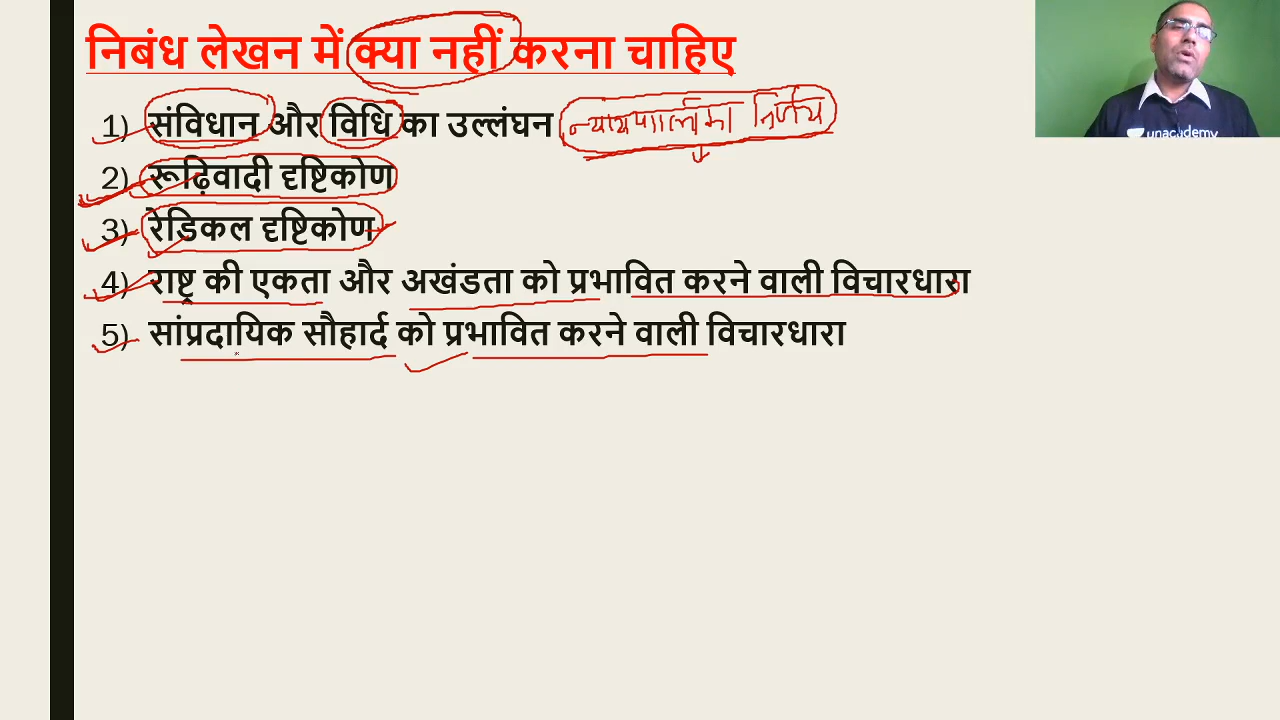 निबंध लेखन में क्या नहीं करना चाहिए
1) संविधान और विधि का उल्लंघन न्यायपालिका निर्णय
2) रूढ़िवादी दृष्टिकोण
3) रेडिकल दृष्टिकोण
4) राष्ट्र की एकता और अखंडता को प्रभावित करने वाली विचारधारा
5) सांप्रदायिक सौहार्द को प्रभावित करने वाली विचारधारा
unacademy